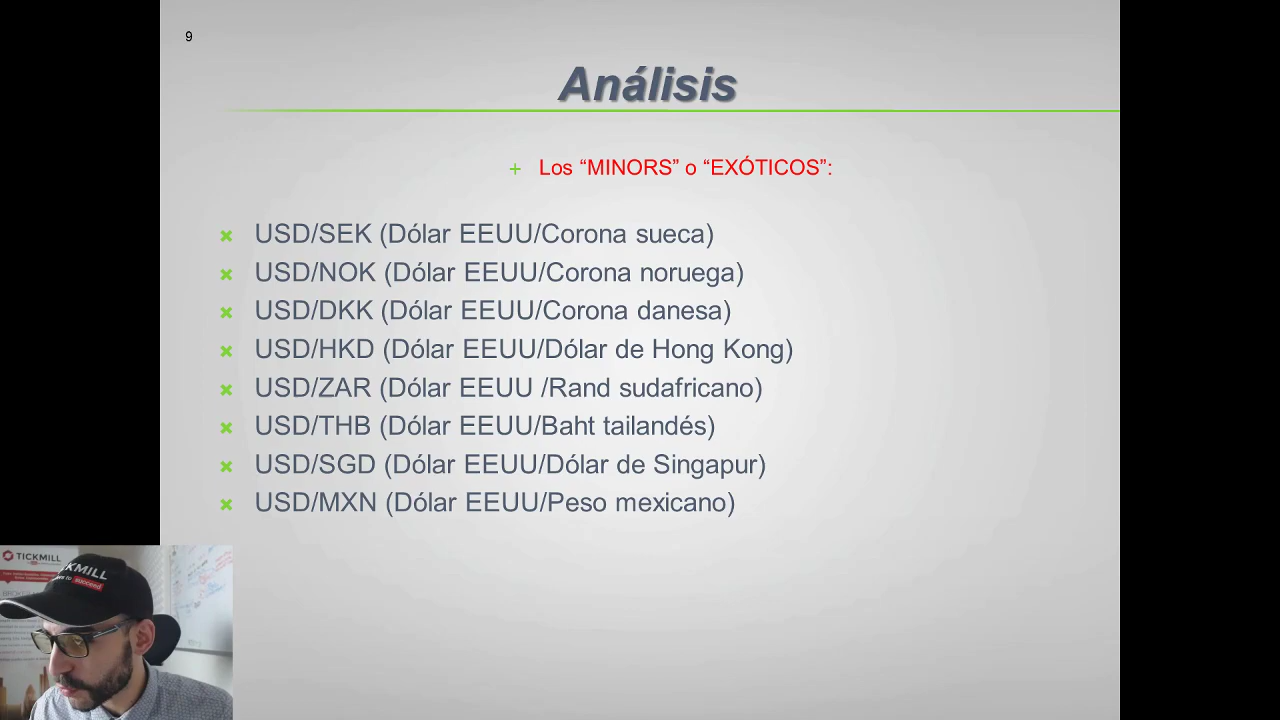 9
Análisis
+ Los “MINORS” o “EXÓTICOS”:
USD/SEK (Dólar EEUU/Corona sueca)
USD/NOK (Dólar EEUU/Corona noruega)
USD/DKK (Dólar EEUU/Corona danesa)
USD/HKD (Dólar EEUU/Dólar de Hong Kong)
USD/ZAR (Dólar EEUU /Rand sudafricano)
USD/THB (Dólar EEUU/Baht tailandés)
USD/SGD (Dólar EEUU/Dólar de Singapur)
USD/MXN (Dólar EEUU/Peso mexicano)
TICKMILL
succeed